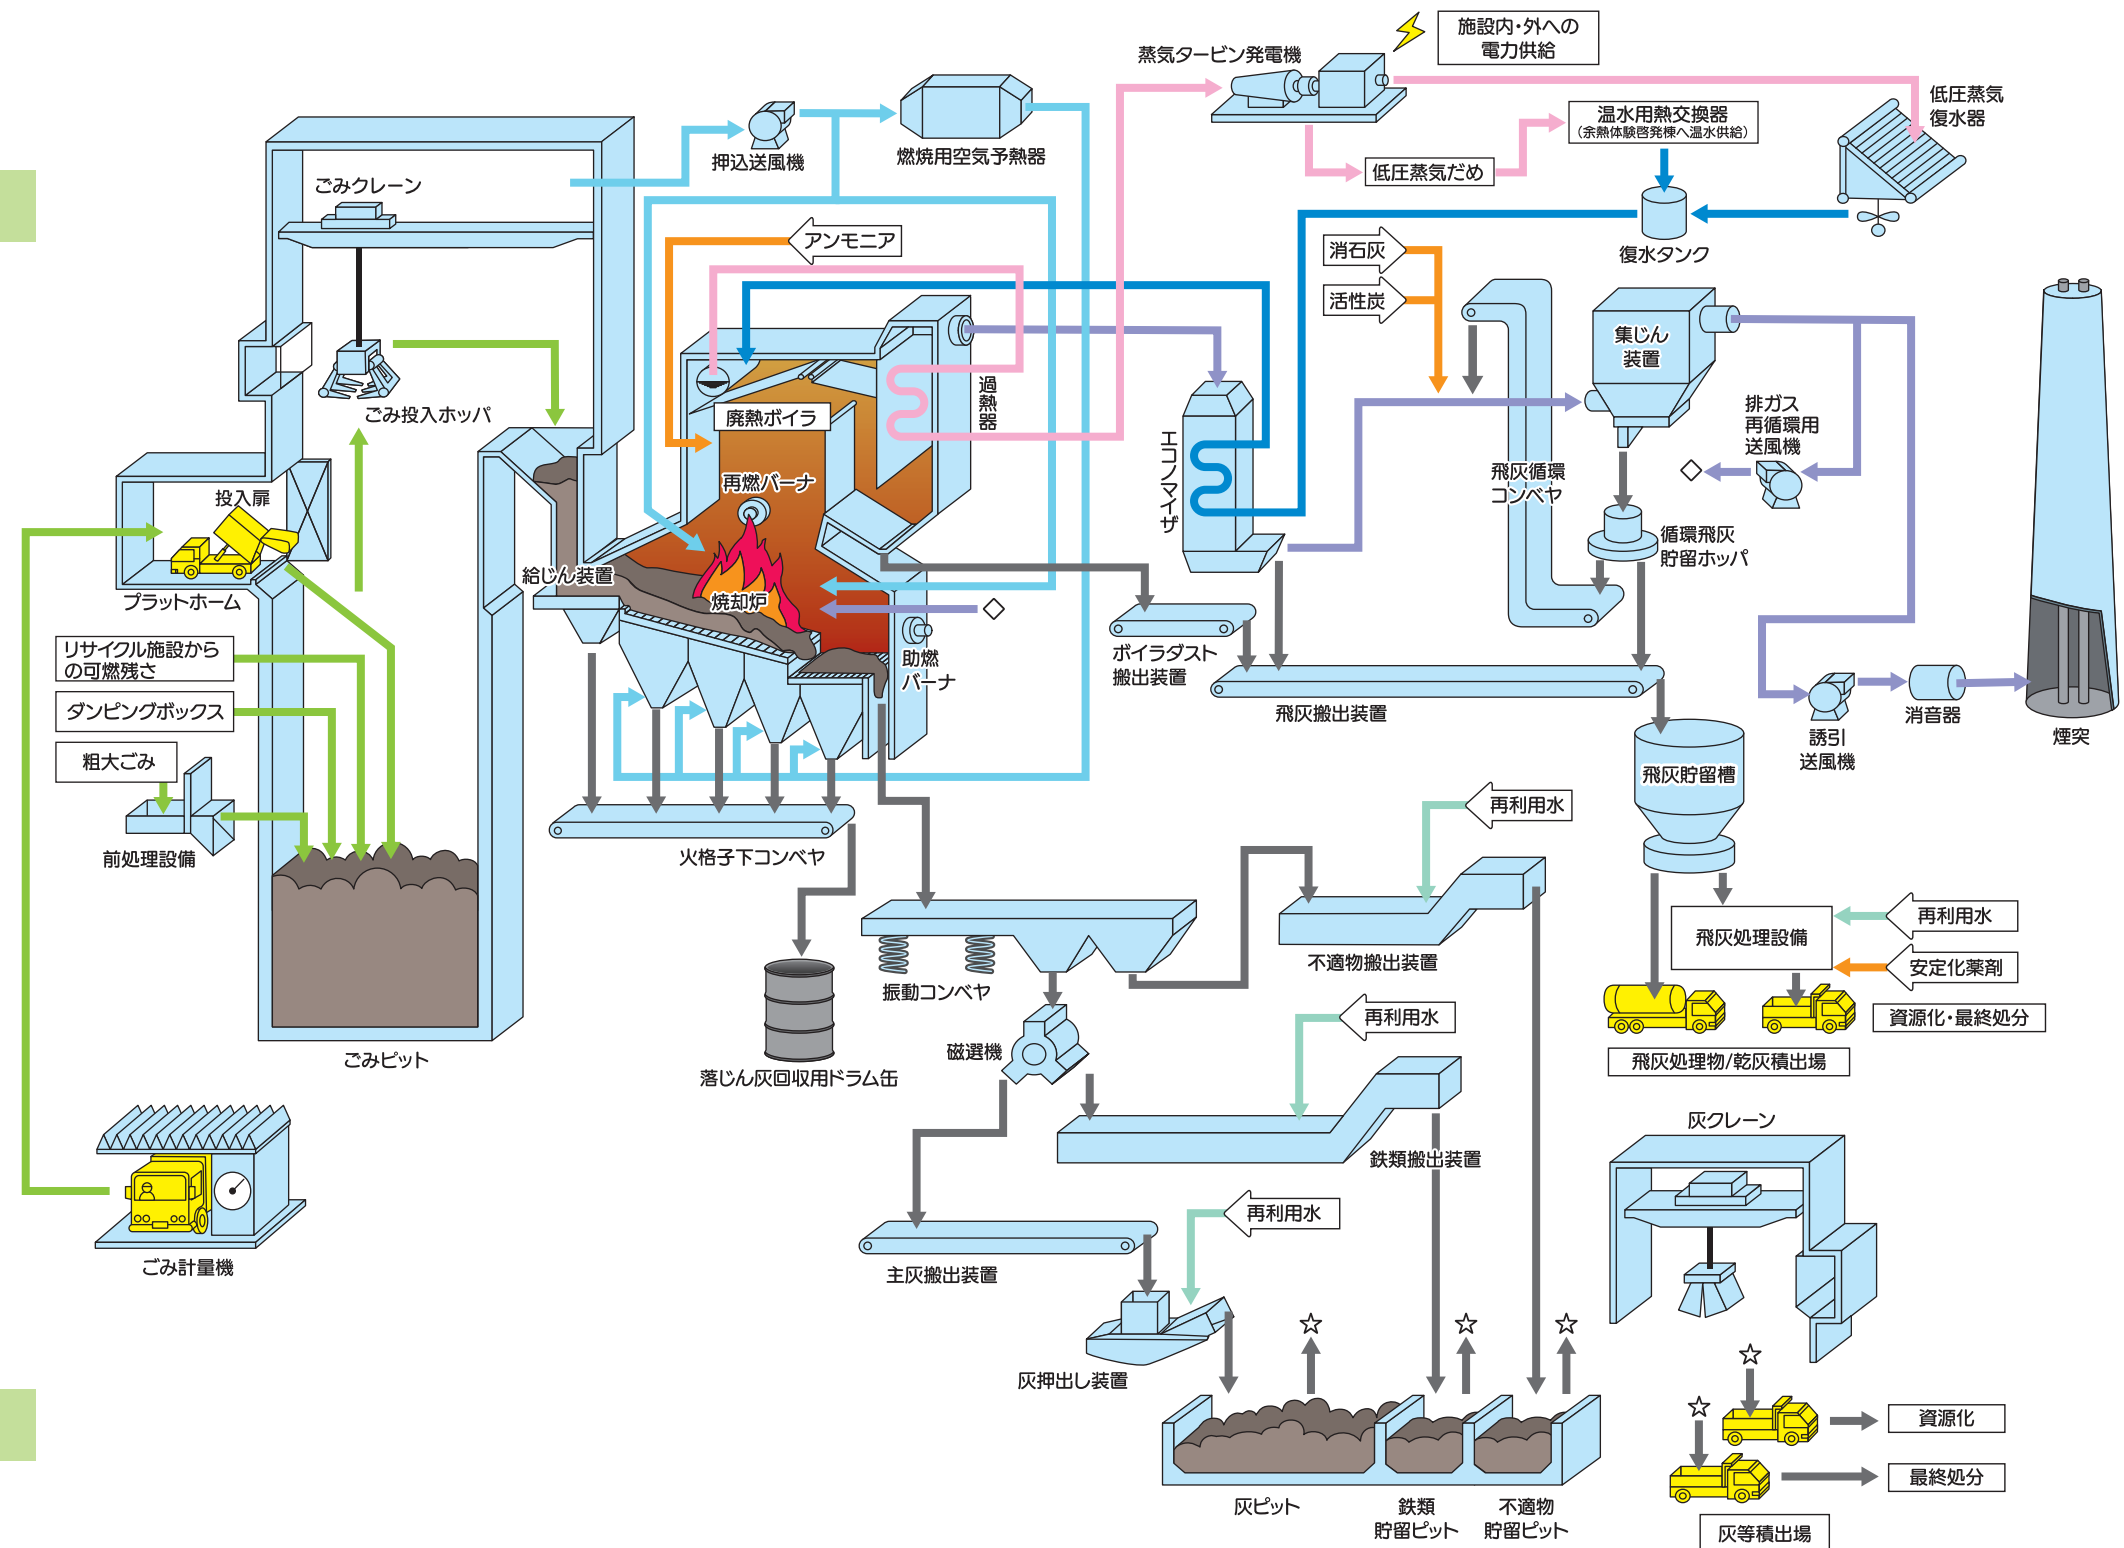 施設内・外への
電力供給
蒸気タービン発電機
低圧蒸気
復水器
温水用熱交換器
(余熱体験啓発棟へ温水供給)
押込送風機
燃焼用空気予熱器
低圧蒸気だめ
ごみクレーン
アンモニア
消石灰
復水タンク
活性炭
集じん
装置
過熱器
ごみ投入ホッパ
廃熱ボイラ
エコノマイザ
排ガス
再循環用
送風機
飛灰循環
コンベヤ
再燃バーナ
投入扉
循環飛灰
貯留ホッパ
給じん装置
焼却炉
プラットホーム
ボイラダスト
搬出装置
助燃
バーナ
リサイクル施設から
の可燃残さ
ダンピングボックス
飛灰搬出装置
消音器
誘引
送風機
煙突
粗大ごみ
飛灰貯留槽
再利用水
前処理設備
火格子下コンベヤ
再利用水
飛灰処理設備
安定化薬剤
不適物搬出装置
振動コンベヤ
再利用水
資源化・最終処分
ごみピット
磁選機
落じん灰回収用ドラム缶
飛灰処理物/乾灰積出場
灰クレーン
鉄類搬出装置
再利用水
ごみ計量機
主灰搬出装置
灰押出し装置
資源化
最終処分
灰ピット
鉄類
貯留ピット
不適物
貯留ピット
灰等積出場